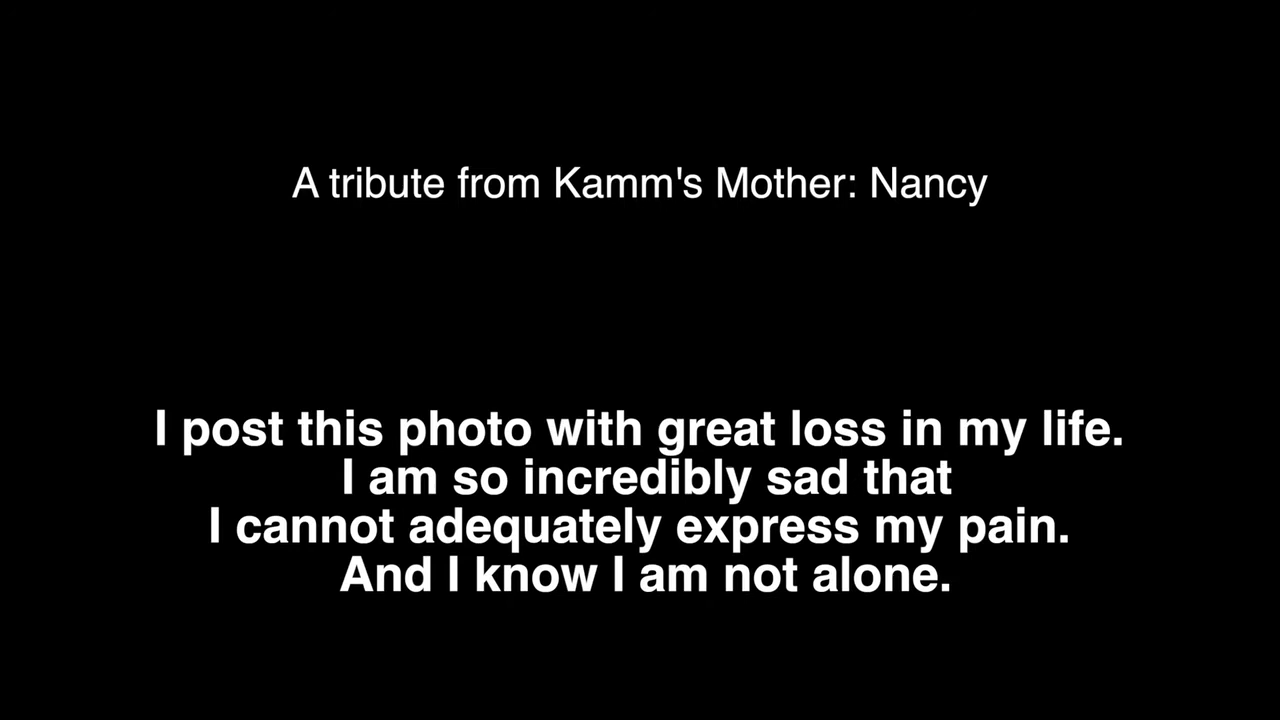 A tribute from Kamm's Mother: Nancy
I post this photo with great loss in my life.
I am so incredibly sad that
I cannot adequately express my pain.
And I know I am not alone.